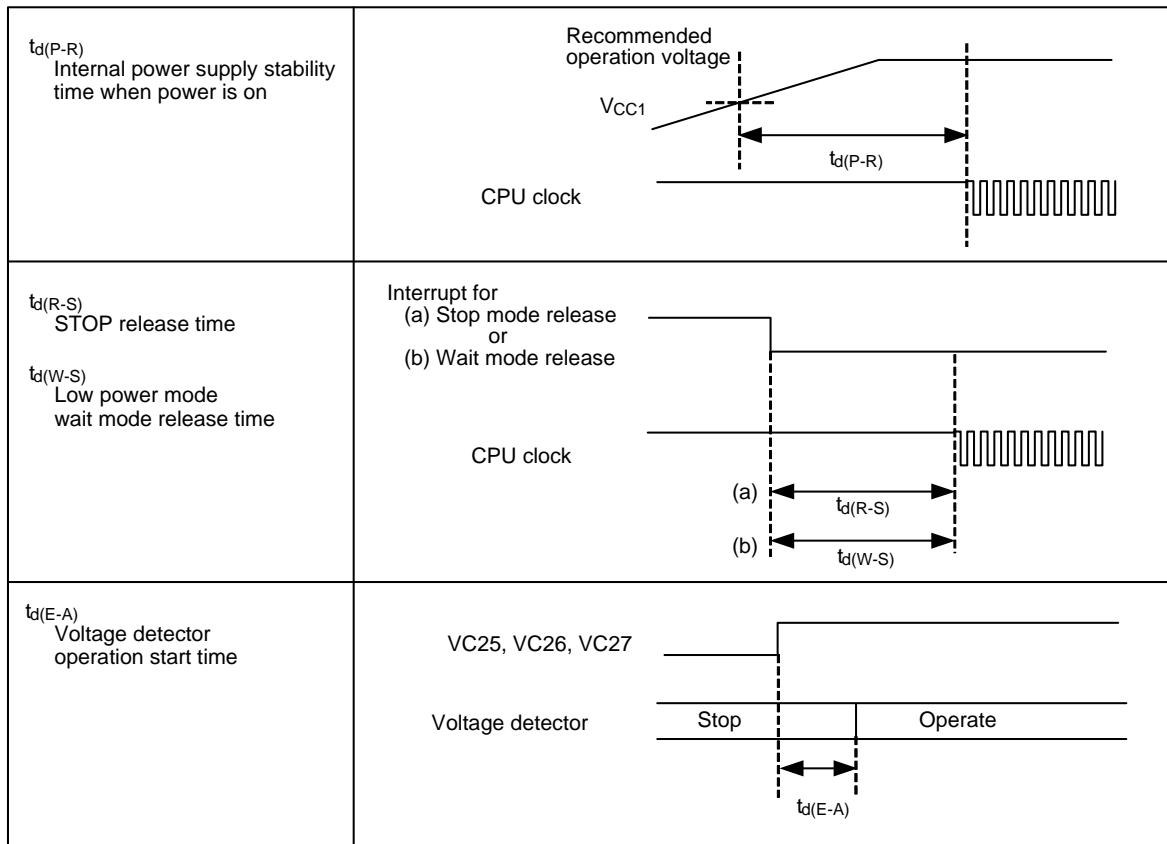 td(P-R)
Internal power supply stability
time when power is on
Recommended
operation voltage
VCC1
td(P-R)
CPU clock
td(R-S)
STOP release time
td(W-S)
Low power mode
wait mode release time
Interrupt for
(a) Stop mode release
or
(b) Wait mode release
CPU clock
(a)
td(R-S)
(b)
td(W-S)
td(E-A)
Voltage detector
operation start time
VC25, VC26, VC27
Voltage detector
Stop
Operate
td(E-A)